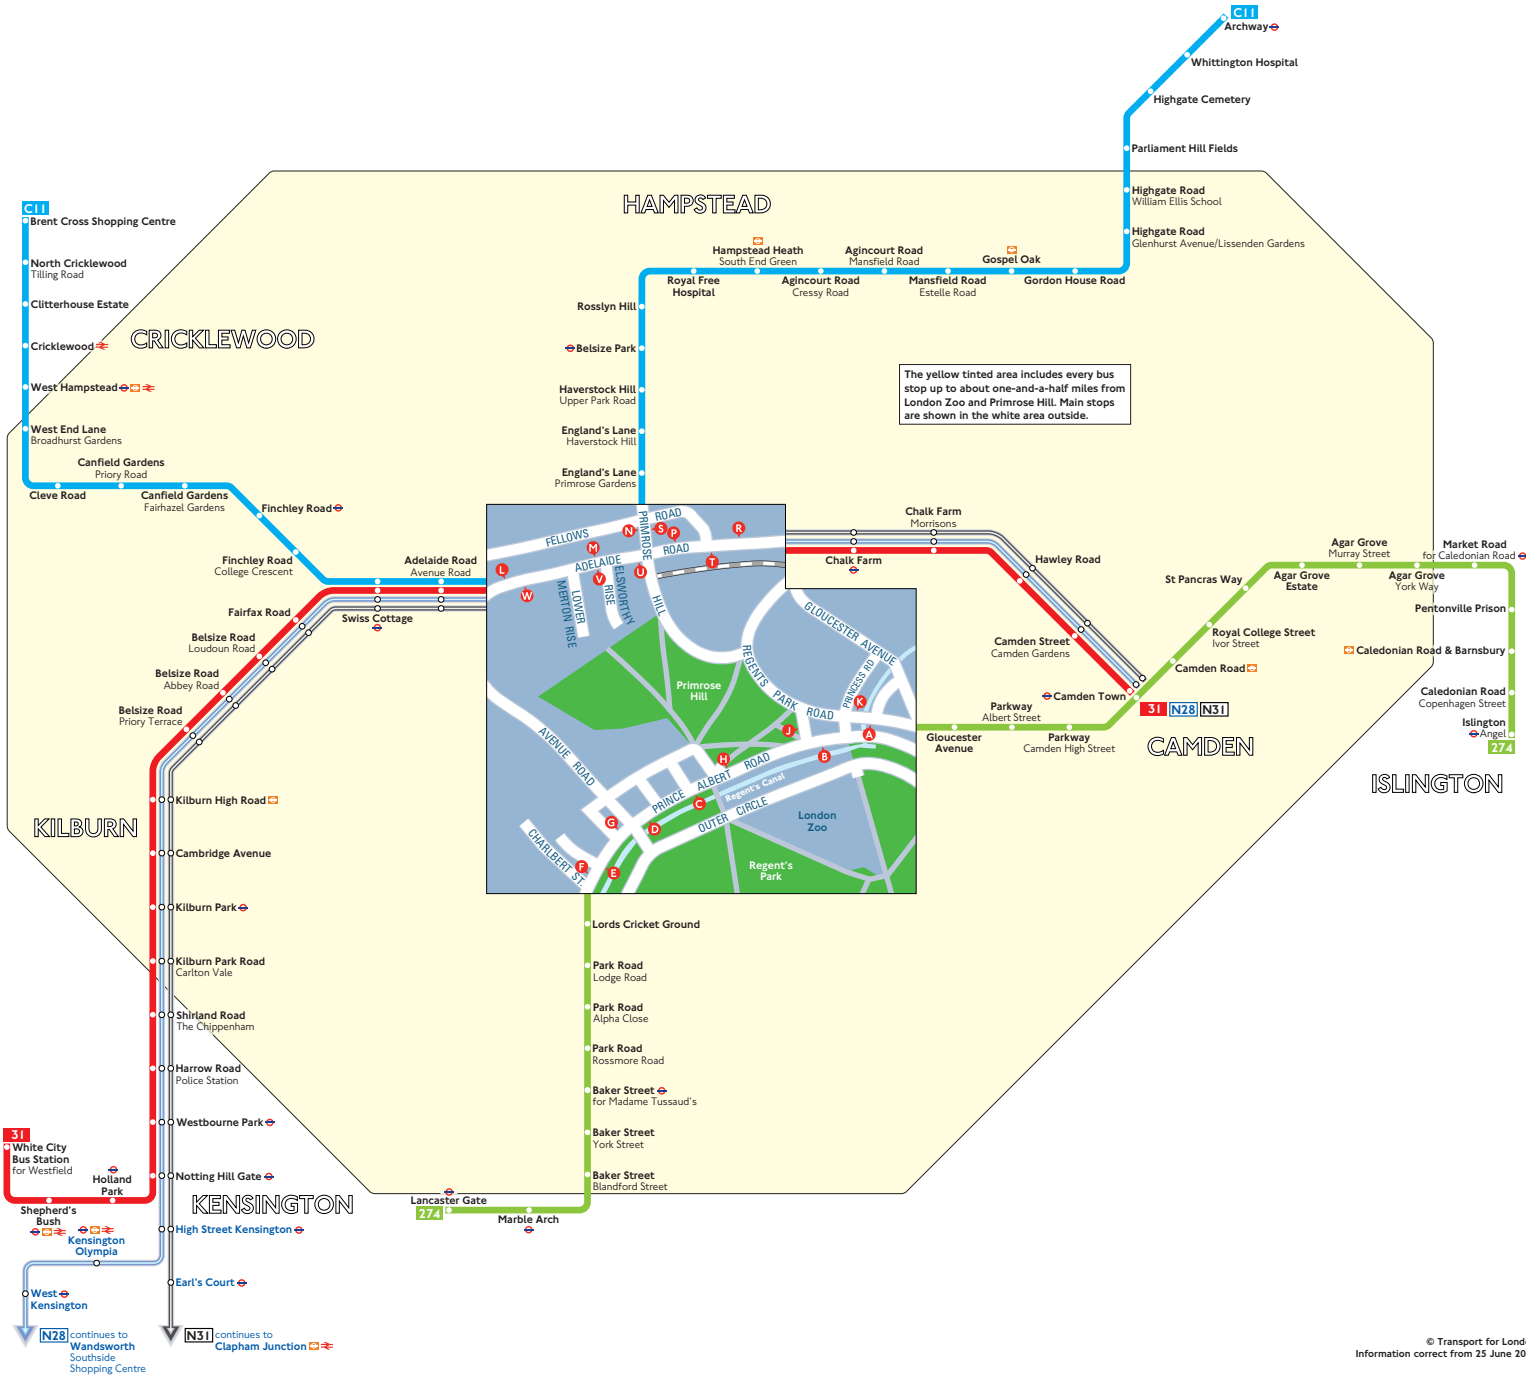 C11
Archway
Whittington Hospital
Highgate Cemetery
Parliament Hill Fields
Highgate Road
William Ellis School
Highgate Road
Glenhurst Avenue/Lissenden Gardens
HAMPSTEAD
C11
Brent Cross Shopping Centre
North Cricklewood
Tilling Road
Clitterhouse Estate
Cricklewood
CRICKLEWOOD
West Hampstead
West End Lane
Broadhurst Gardens
Canfield Gardens
Priory Road
Cleve Road
Canfield Gardens
Fairhazel Gardens
Finchley Road
Finchley Road
College Crescent
Adelaide Road
Avenue Road
Hampstead Heath
South End Green
Agincourt Road
Mansfield Road
Gospel Oak
Royal Free
Hospital
Agincourt Road
Cressy Road
Mansfield Road
Estelle Road
Gordon House Road
Rosslyn Hill
Belsize Park
Haverstock Hill
Upper Park Road
England's Lane
Haverstock Hill
England's Lane
Primrose Gardens
The yellow tinted area includes every bus
stop up to about one-and-a-half miles from
London Zoo and Primrose Hill. Main stops
are shown in the white area outside.
Chalk Farm
Morrisons
Chalk Farm
Hawley Road
Camden Street
Camden Gardens
Camden Town
31 N28 N31
CAMDEN
St Pancras Way
Royal College Street
Ivor Street
Camden Road
Agar Grove
Murray Street
Agar Grove
Estate
Agar Grove
York Way
Market Road
for Caledonian Road
Pentonville Prison
Caledonian Road & Barnsbury
Caledonian Road
Copenhagen Street
Islington
Angel
274
ISLINGTON
Parkway
Albert Street
Gloucester
Avenue
Parkway
Camden High Street
Swiss Cottage
Fairfax Road
Belsize Road
Loudoun Road
Belsize Road
Abbey Road
Belsize Road
Priory Terrace
Kilburn High Road
KILBURN
Cambridge Avenue
Kilburn Park
Kilburn Park Road
Carlton Vale
Shirland Road
The Chippenham
Harrow Road
Police Station
Westbourne Park
Notting Hill Gate
KENSINGTON
31
White City
Bus Station
for Westfield
Holland
Park
Shepherd's
Bush
Kensington
Olympia
High Street Kensington
Earl's Court
West
Kensington
N28 continues to
Wandsworth
Southside
Shopping Centre
N31 continues to
Clapham Junction
FELLOWS ROAD
PRIMROSE HILL
ADELAIDE ROAD
ELSWORTHY RISE
LOWER MERTON RISE
GLOUCESTER AVENUE
PRINCESS RD
REGENTS PARK ROAD
Primrose
Hill
AVENUE ROAD
PRINCE ALBERT ROAD
Regent's Canal
OUTER CIRCLE
CHARLBERT ST.
London
Zoo
Regent's
Park
L
W
M
V
N
S
P
R
U
T
K
A
J
B
H
C
G
D
F
E
Lords Cricket Ground
Park Road
Lodge Road
Park Road
Alpha Close
Park Road
Rossmore Road
Baker Street
for Madame Tussaud's
Baker Street
York Street
Baker Street
Blandford Street
Lancaster Gate
274
Marble Arch
© Transport for Lond
Information correct from 25 June 20